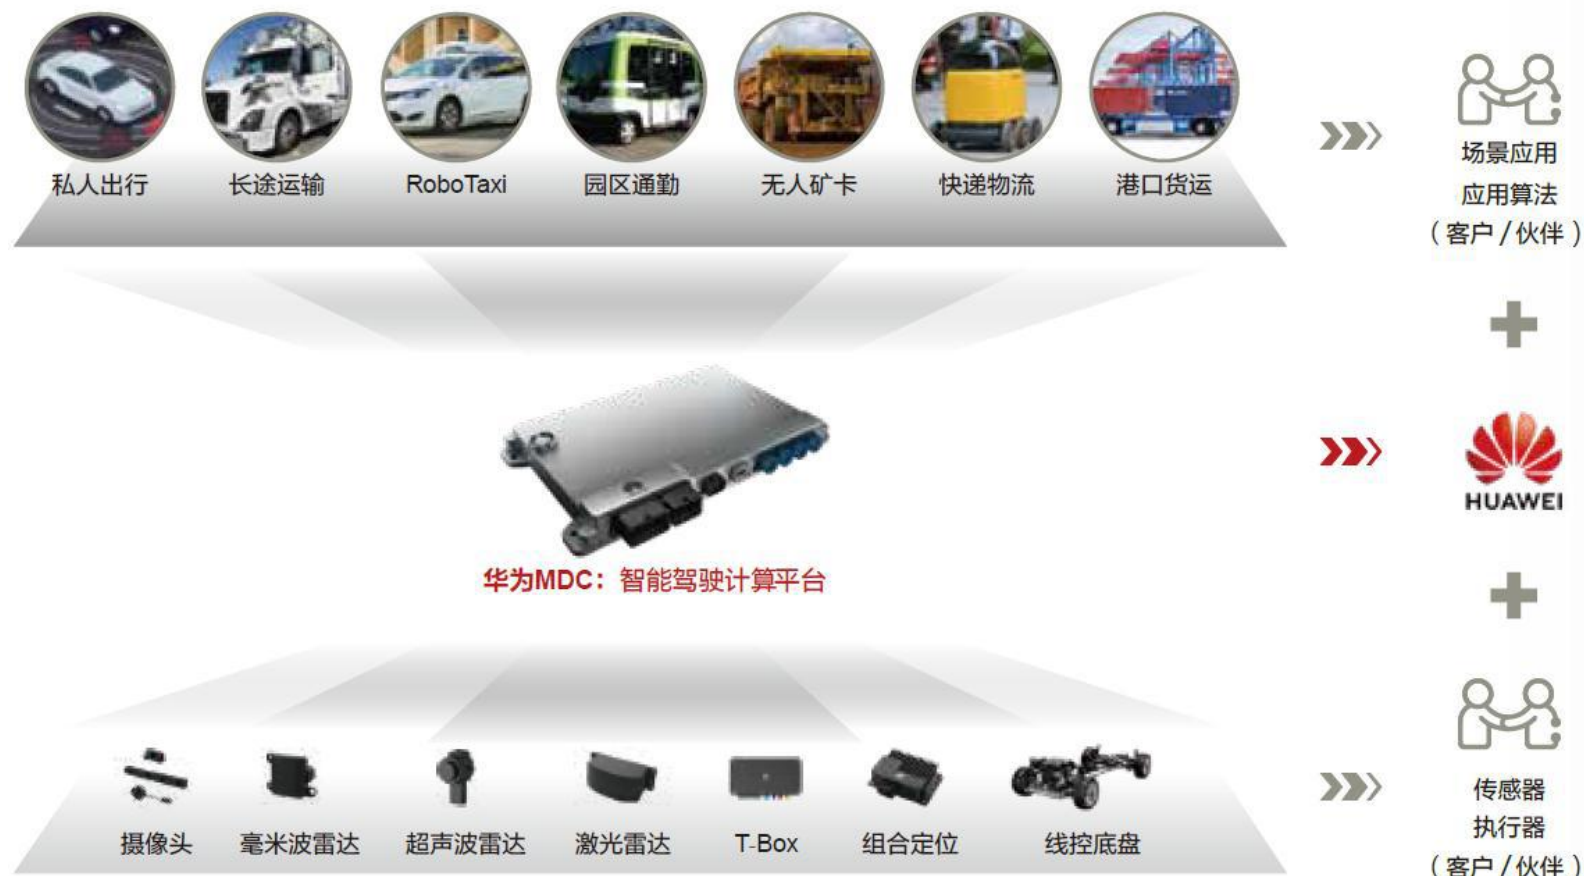 私人出行
长途运输
RoboTaxi
园区通勤
无人矿卡
快递物流
港口货运
场景应用
应用算法
（客户/伙伴）
HUAWEI
华为MDC：智能驾驶计算平台
摄像头
毫米波雷达
超声波雷达
激光雷达
T-Box
组合定位
线控底盘
传感器
执行器
（客户/伙伴）